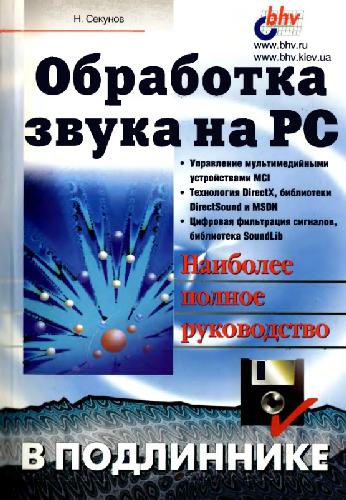 Н. Секунов
bhv
www.bhv.ru
www.bhv.kiev.ua
Обработка
звука на PC
• Управление мультимедийными
устройствами MCI
• Технология DirectX, библиотеки
DirectSound и MSDN
• Цифровая фильтрация сигналов,
библиотека SoundLib
Наиболее
полное
руководство
В ПОДЛИННИКЕ